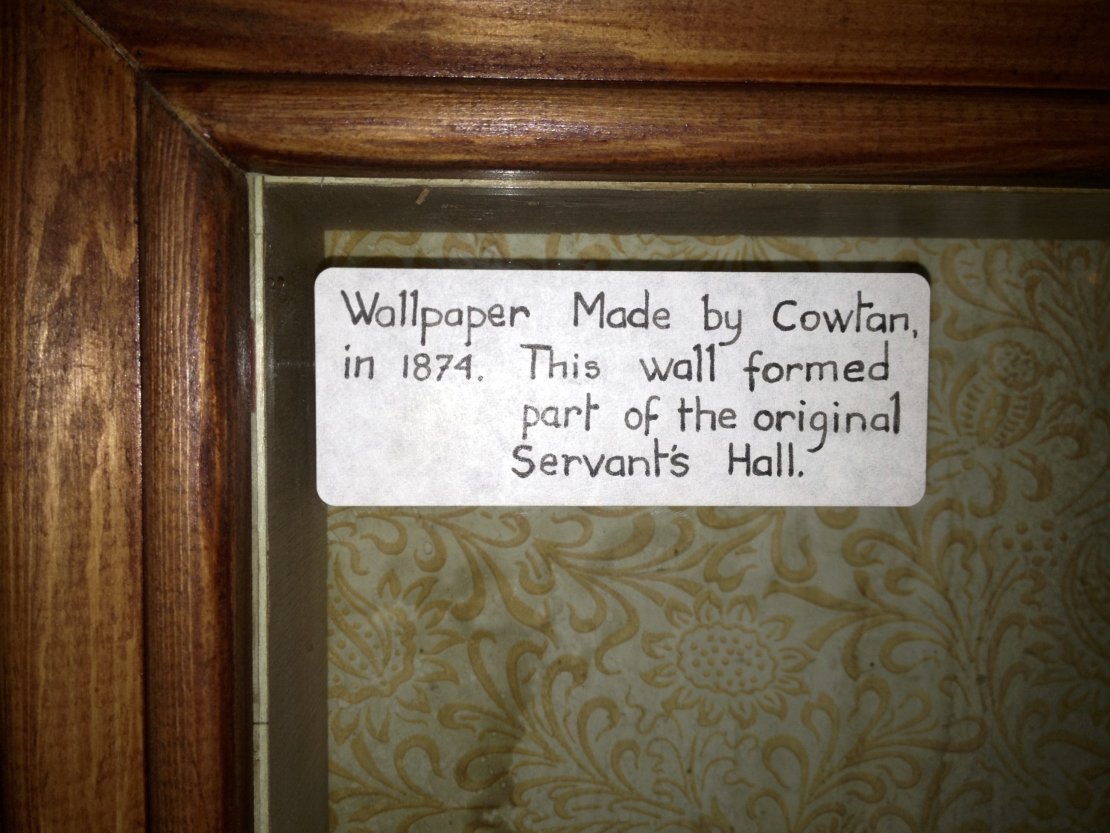 Wallpaper Made by Cowtan,
in 1874. This wall formed
part of the original
Servant's Hall.